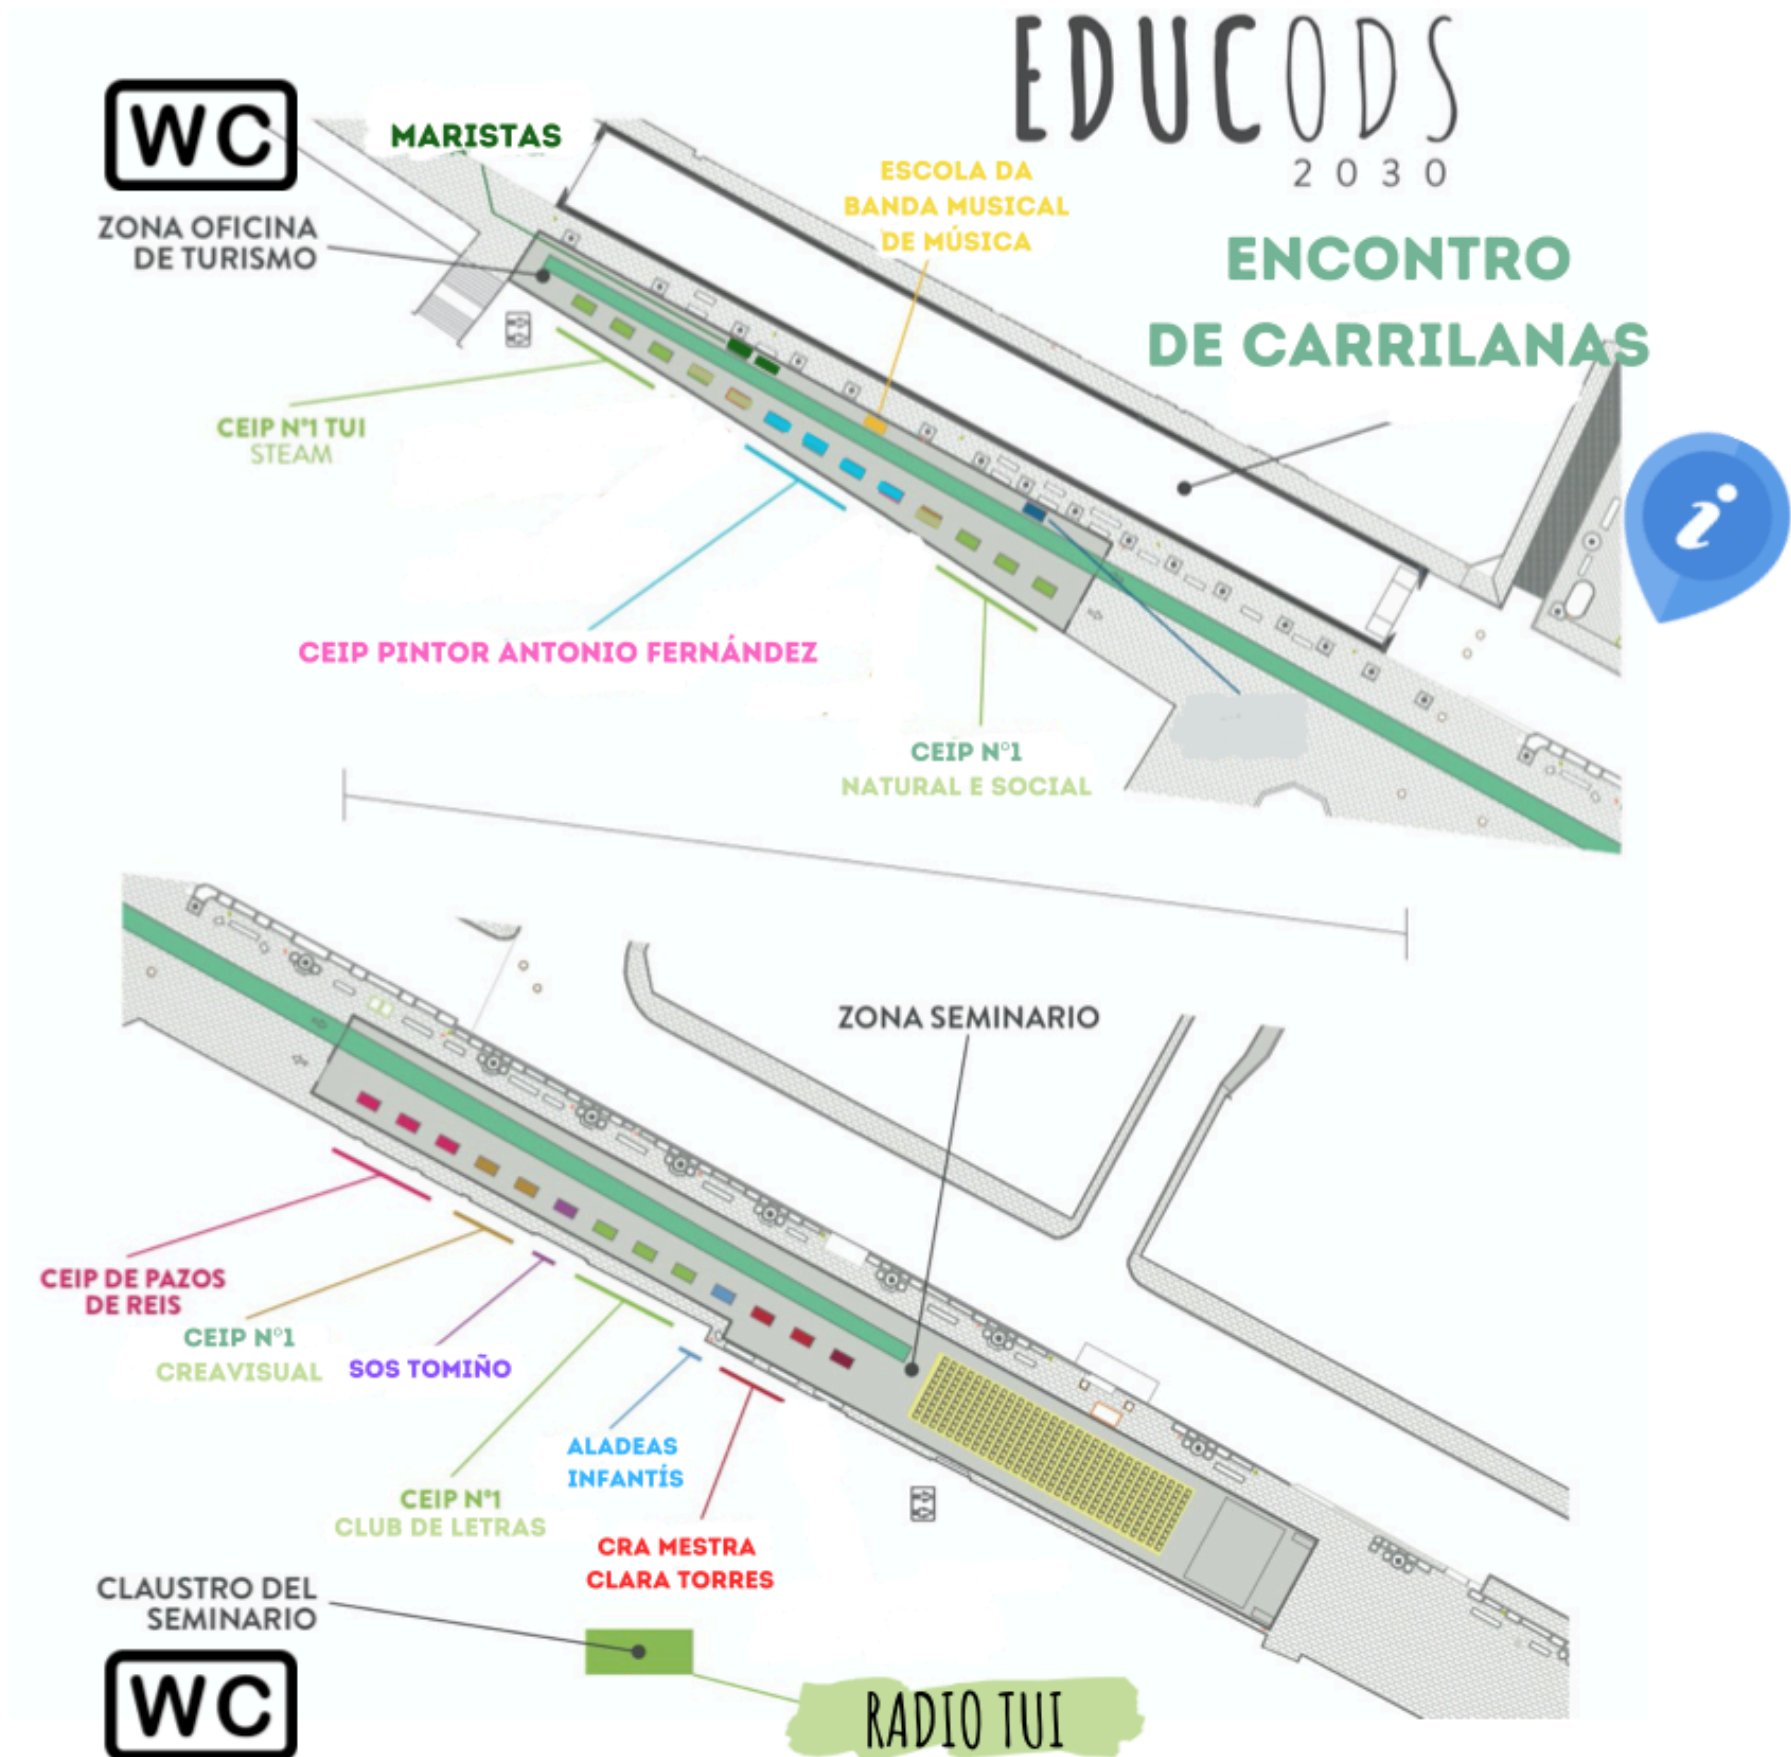 EDUCODS
2030
WC
MARISTAS
ESCOLA DA
BANDA MUSICAL
DE MÚSICA
ZONA OFICINA
DE TURISMO
ENCONTRO
DE CARRILANAS
CEIP Nº1 TUI
STEAM
i
CEIP PINTOR ANTONIO FERNÁNDEZ
CEIP Nº1
NATURAL E SOCIAL
ZONA SEMINARIO
CEIP DE PAZOS
DE REIS
CEIP Nº1
CREAVISUAL
SOS TOMIÑO
ALADEAS
INFANTÍS
CEIP Nº1
CLUB DE LETRAS
CRA MESTRA
CLARA TORRES
CLAUSTRO DEL
SEMINARIO
WC
RADIO TUI